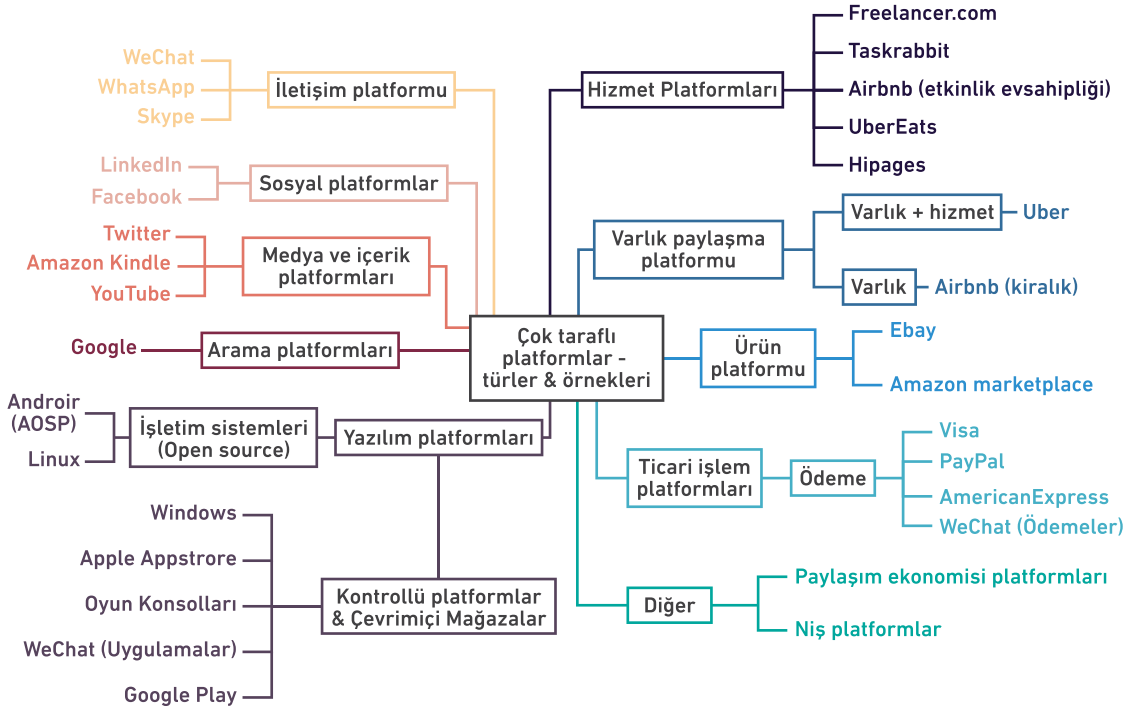 Çok taraflı
platformlar -
türler & örnekleri
İletişim platformu
WeChat
WhatsApp
Skype
Sosyal platformlar
LinkedIn
Facebook
Medya ve içerik
platformları
Twitter
Amazon Kindle
YouTube
Arama platformları
Google
Yazılım platformları
İşletim sistemleri
(Open source)
Androir
(AOSP)
Linux
Kontrollü platformlar
& Çevrimiçi Mağazalar
Windows
Apple Appstrore
Oyun Konsolları
WeChat (Uygulamalar)
Google Play
Hizmet Platformları
Freelancer.com
Taskrabbit
Airbnb (etkinlik evsahipliği)
UberEats
Hipages
Varlık paylaşma
platformu
Varlık + hizmet
Uber
Varlık
Airbnb (kiralık)
Ürün
platformu
Ebay
Amazon marketplace
Ticari işlem
platformları
Ödeme
Visa
PayPal
AmericanExpress
WeChat (Ödemeler)
Diğer
Paylaşım ekonomisi platformları
Niş platformlar